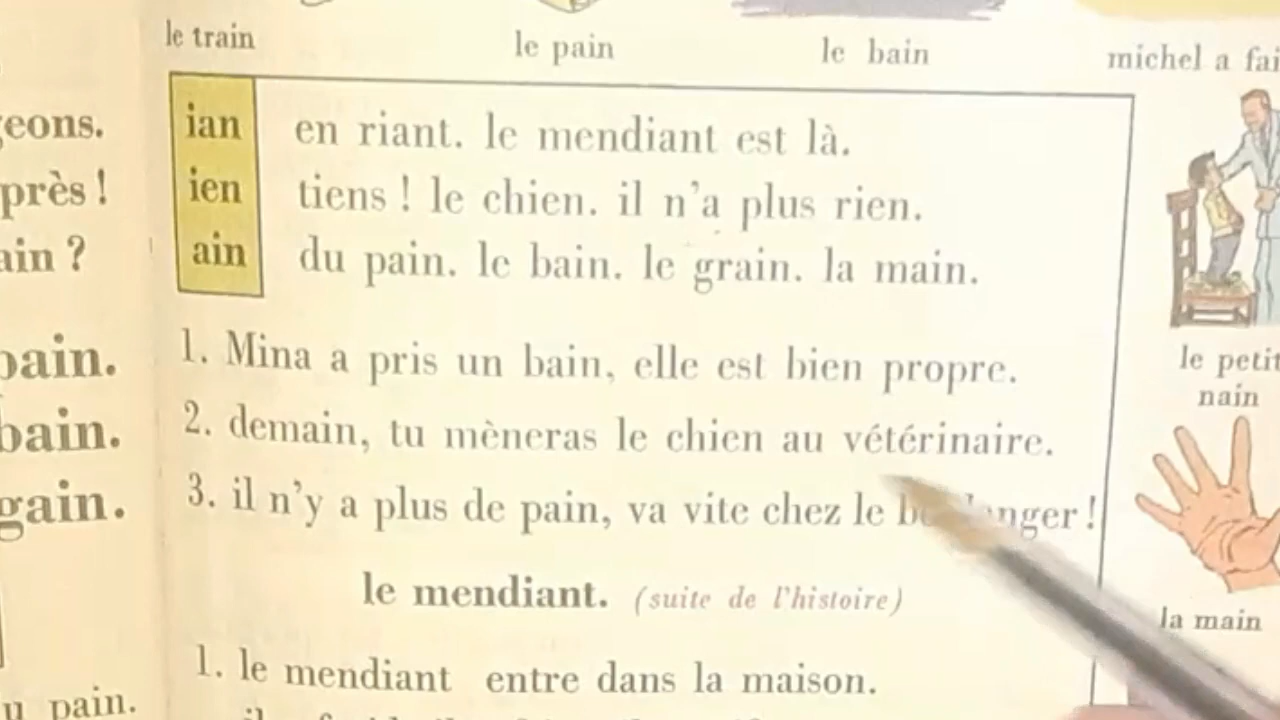 le train
le pain
le bain
michel a
ian en riant. le mendiant est là.
ien tiens ! le chien. il n'a plus rien.
ain du pain. le bain. le grain. la main.
1. Mina a pris un bain, elle est bien propre.
2. demain, tu mèneras le chien au vétérinaire.
3. il n'y a plus de pain, va vite chez le
le mendiant. (suite de l'histoire)
1. le mendiant entre dans la maison.
le petit
nain
la main
pain.
bain.
gain.
pain.